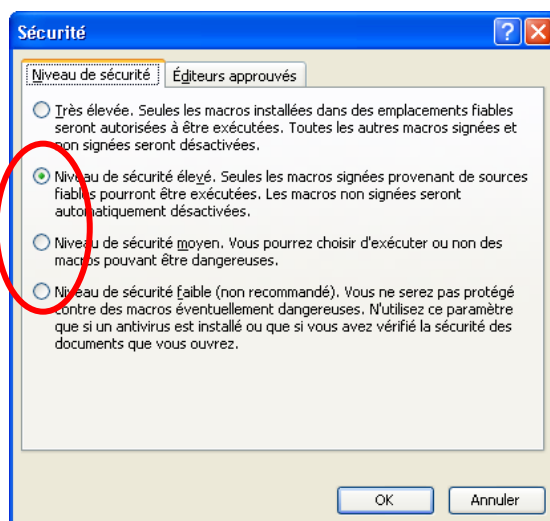 Sécurité
Niveau de sécurité Éditeurs approuvés
Très élevée. Seules les macros installées dans des emplacements fiables
seront autorisées à être exécutées. Toutes les autres macros signées et
non signées seront désactivées.
Niveau de sécurité élevé. Seules les macros signées provenant de sources
fiables pourront être exécutées. Les macros non signées seront
automatiquement désactivées.
Niveau de sécurité moyen. Vous pourrez choisir d'exécuter ou non des
macros pouvant être dangereuses.
Niveau de sécurité faible (non recommandé). Vous ne serez pas protégé
contre des macros éventuellement dangereuses. N'utilisez ce paramètre
que si un antivirus est installé ou que si vous avez vérifié la sécurité des
documents que vous ouvrez.
OK Annuler